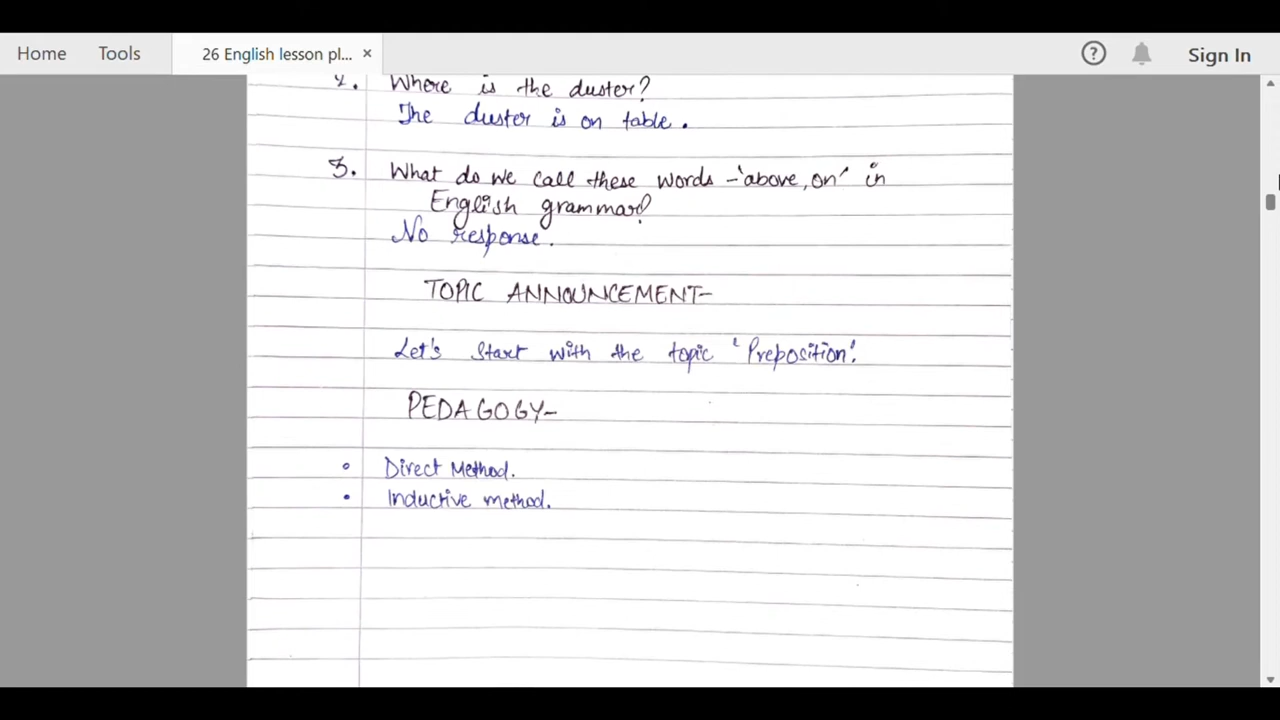 Home Tools 26 English lesson pl... × ? Sign In
2. Where is the duster?
The duster is on table.
3. What do we call these words -'above, on' in
English grammar?
No response.
TOPIC ANNOUNCEMENT-
Let's Start with the topic 'Preposition'.
PEDAGOGY-
• Direct Method.
• Inductive method.